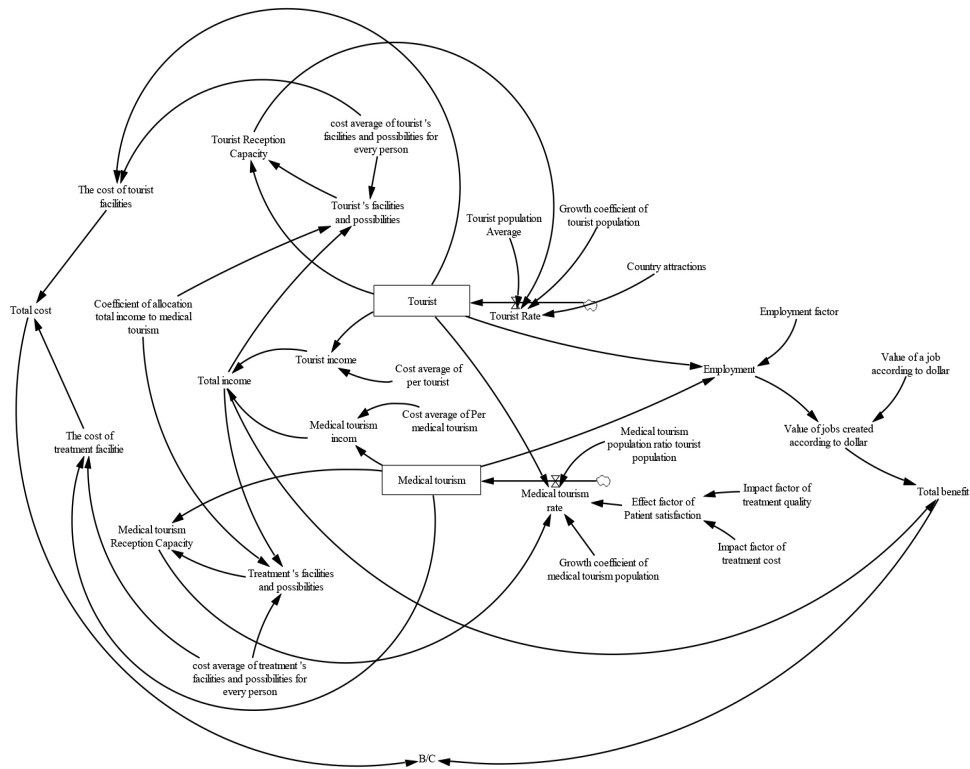 cost average of tourist 's
facilities and possibilities for
every person
Tourist Reception
Capacity
The cost of tourist
facilities
Tourist 's facilities
and possibilities
Tourist population
Average
Growth coefficient of
tourist population
Country attractions
Tourist
Tourist Rate
Total cost
Coefficient of allocation
total income to medical
tourism
Employment factor
Tourist income
Total income
Cost average of
per tourist
Employment
Value of a job
according to dollar
Medical tourism
incom
Cost average of Per
medical tourism
The cost of
treatment facilitie
Medical tourism
population ratio tourist
population
Value of jobs created
according to dollar
Medical tourism
Medical tourism
rate
Effect factor of
Patient satisfaction
Impact factor of
treatment quality
Total benefit
Medical tourism
Reception Capacity
Impact factor of
treatment cost
Treatment 's facilities
and possibilities
Growth coefficient of
medical tourism population
cost average of treatment 's
facilities and possibilities for
every person
B/C